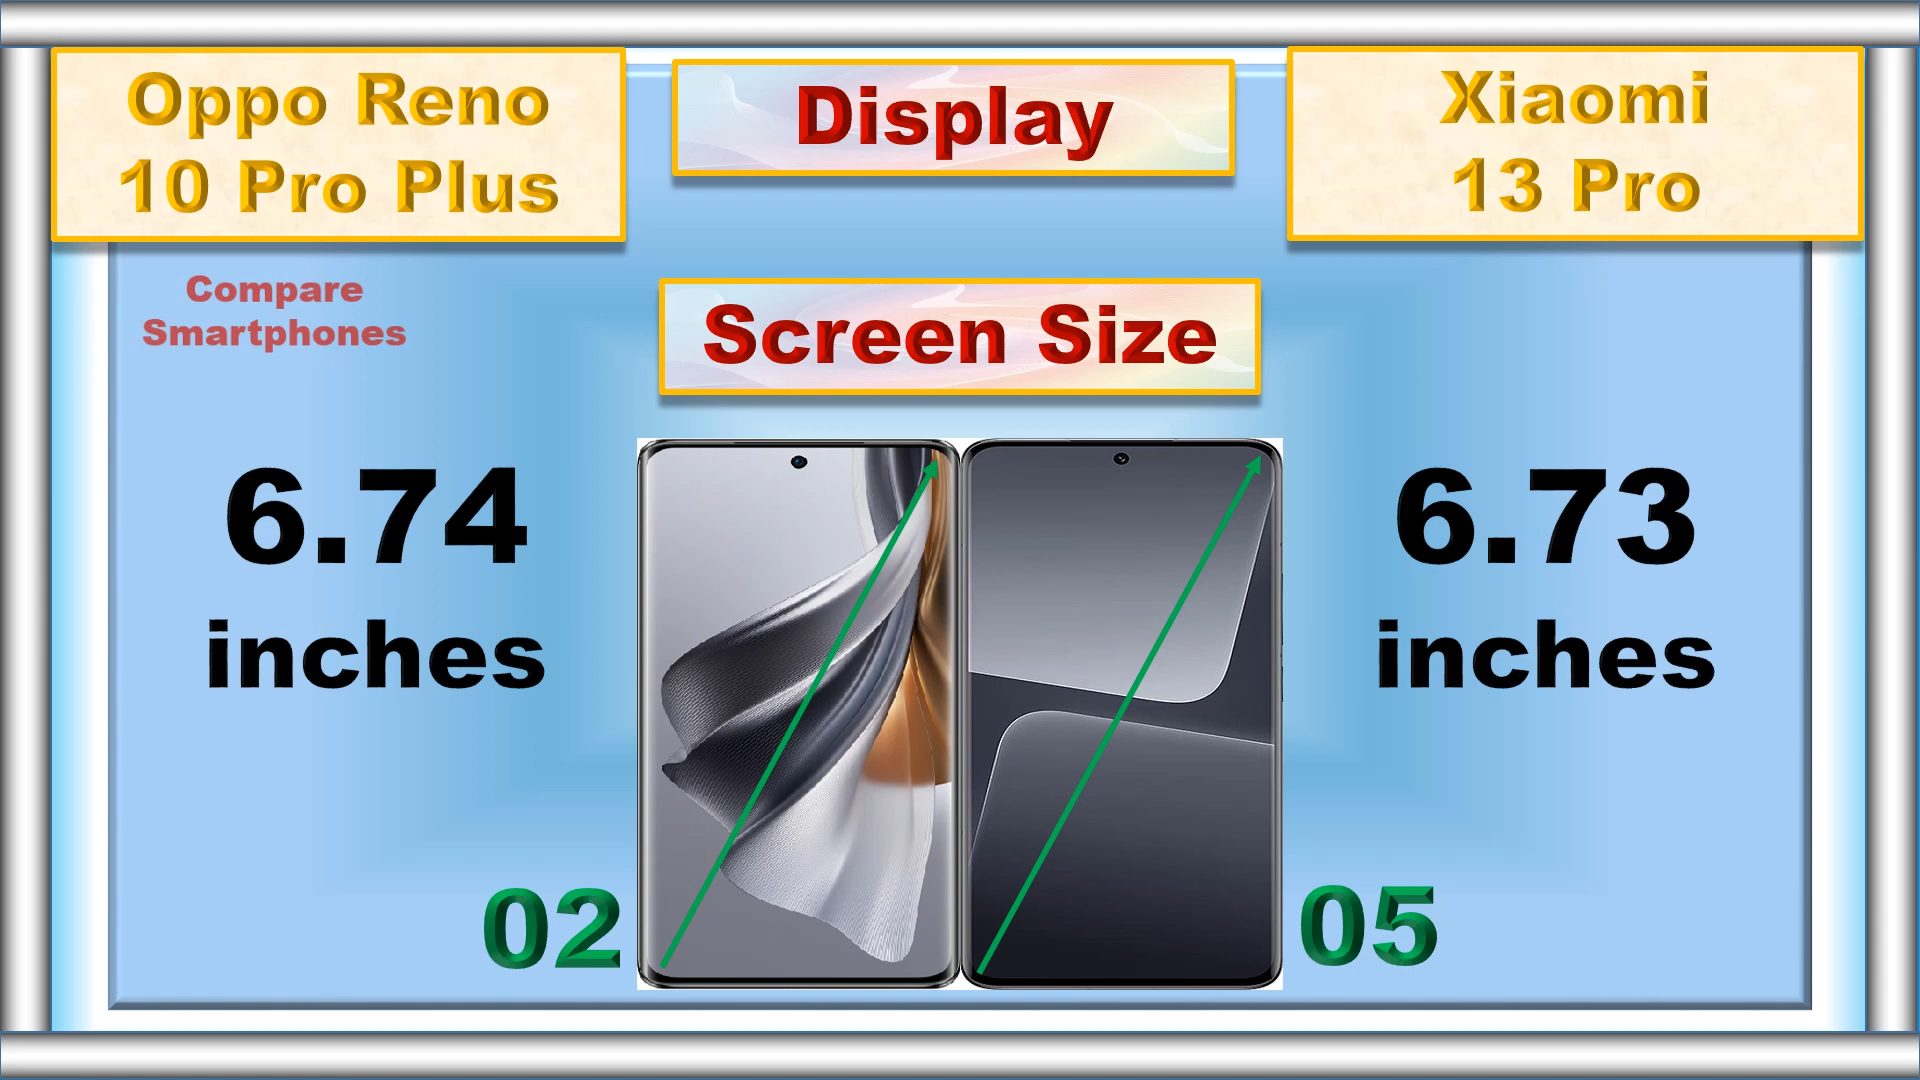 Oppo Reno
10 Pro Plus
Display
Xiaomi
13 Pro
Compare
Smartphones
Screen Size
6.74
inches
6.73
inches
02
05